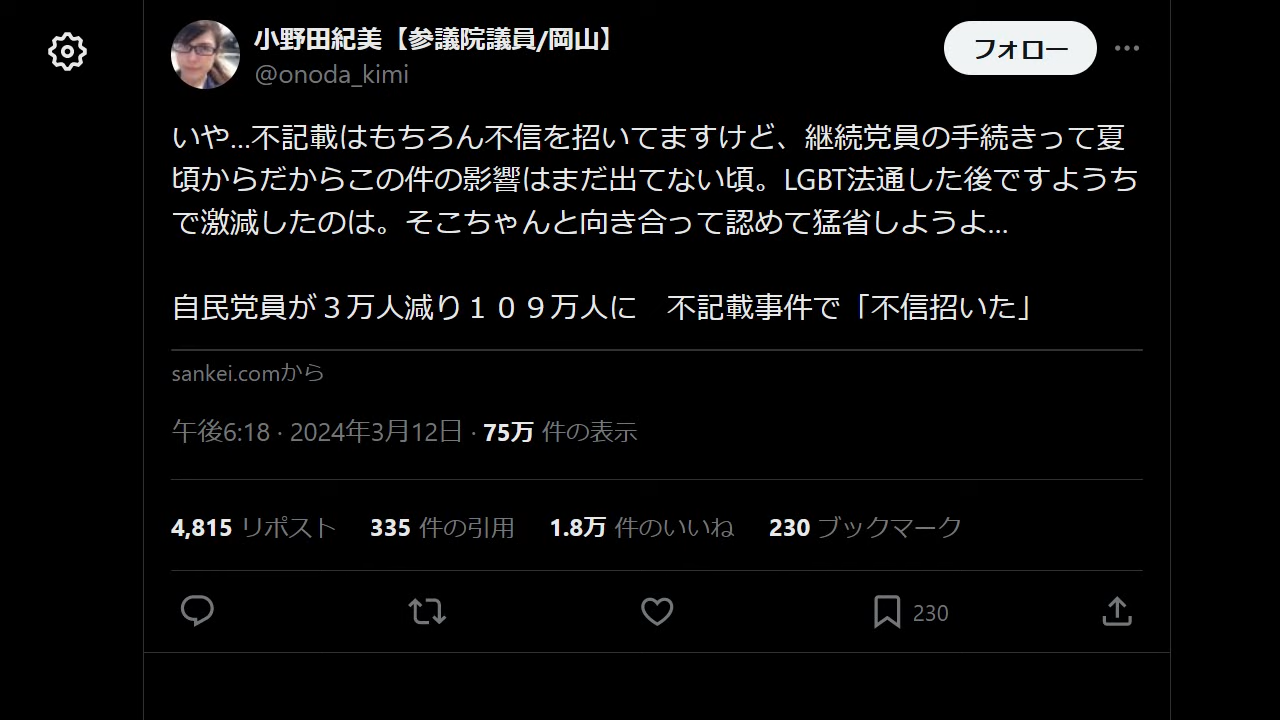 小野田紀美【参議院議員/岡山】
@onoda_kimi
フォロー
いや...不記載はもちろん不信を招いてますけど、継続党員の手続きって夏
頃からだからこの件の影響はまだ出てない頃。LGBT法通した後ですようち
で激減したのは。そこちゃんと向き合って認めて猛省しようよ...
自民党員が３万人減り１０９万人に　不記載事件で「不信招いた」
sankei.comから
午後6:18 · 2024年3月12日 · 75万 件の表示
4,815 リポスト 335 件の引用 1.8万 件のいいね 230 ブックマーク
230